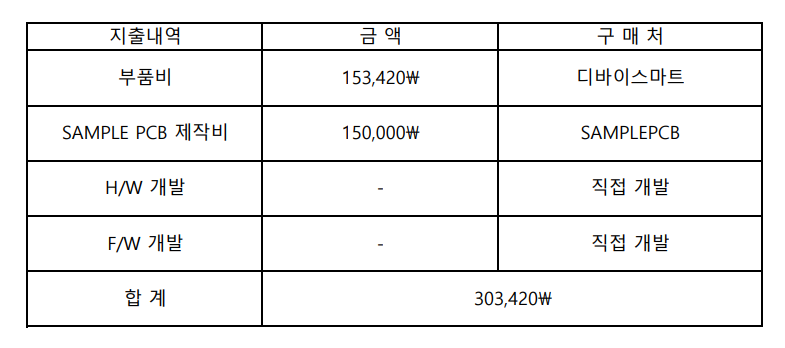 지출내역 금 액 구 매 처
부품비 153,420₩ 디바이스마트
SAMPLE PCB 제작비 150,000₩ SAMPLEPCB
H/W 개발 - 직접 개발
F/W 개발 - 직접 개발
합 계 303,420₩